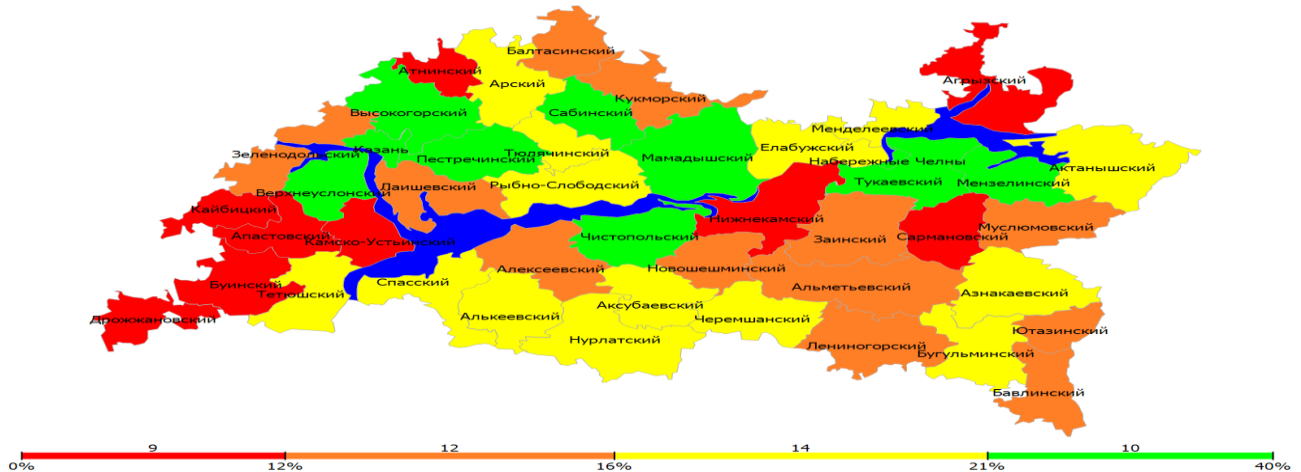 Балтасинский
Атнинский
Арский
Агрызский
Кукморский
Высокогорский
Сабинский
Менделеевский
Елабужский
Казань
Зеленодольский
Пестречинский
Тюлячинский
Мамадышский
Набережные Челны
Актанышский
Верхнеуслонский
Лаишевский
Рыбно-Слободский
Тукаевский
Мензелинский
Кайбицкий
Нижнекамский
Апастовский
Камско-Устьинский
Чистопольский
Заинский
Сармановский
Муслюмовский
Алексеевский
Новошешминский
Буинский
Тетюшский
Спасский
Альметьевский
Азнакаевский
Аксубаевский
Дрожжановский
Алькеевский
Черемшанский
Ютазинский
Нурлатский
Лениногорский
Бугульминский
Бавлинский
9 12 14 10
0% 12% 16% 21% 40%